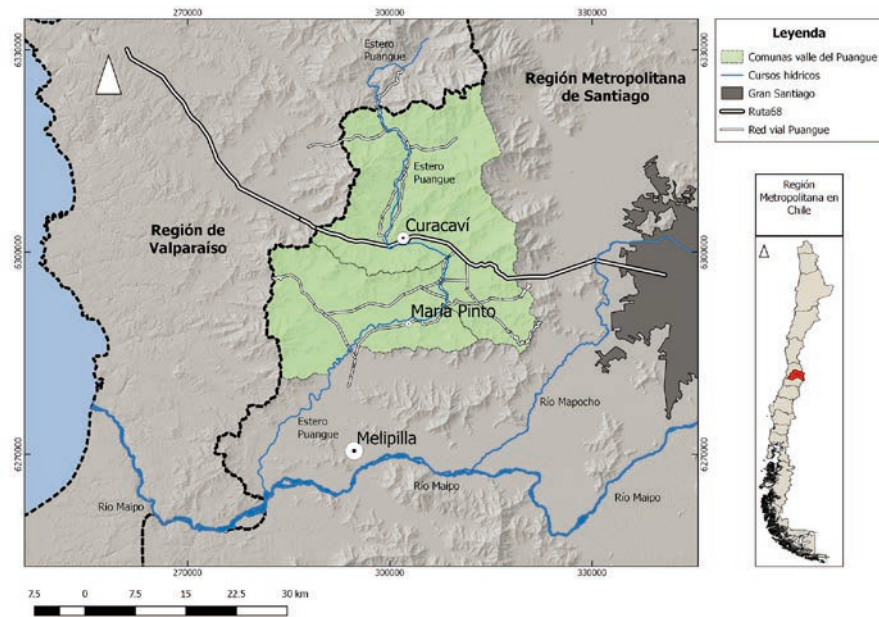 270000
300000
330000
6330000
6330000
6300000
6300000
6270000
6270000
Estero
Puangue
Región Metropolitana
de Santiago
Estero
Puangue
Región de
Valparaíso
Curacaví
María Pinto
Río Mapocho
Estero
Puangue
Melipilla
Río Maipo
Río Maipo
Río Maipo
270000
300000
330000
7.5
0
7.5
15
22.5
30 km
Leyenda
Comunas valle del Puangue
Cursos hídricos
Gran Santiago
Ruta68
Red vial Puangue
Región
Metropolitana en
Chile